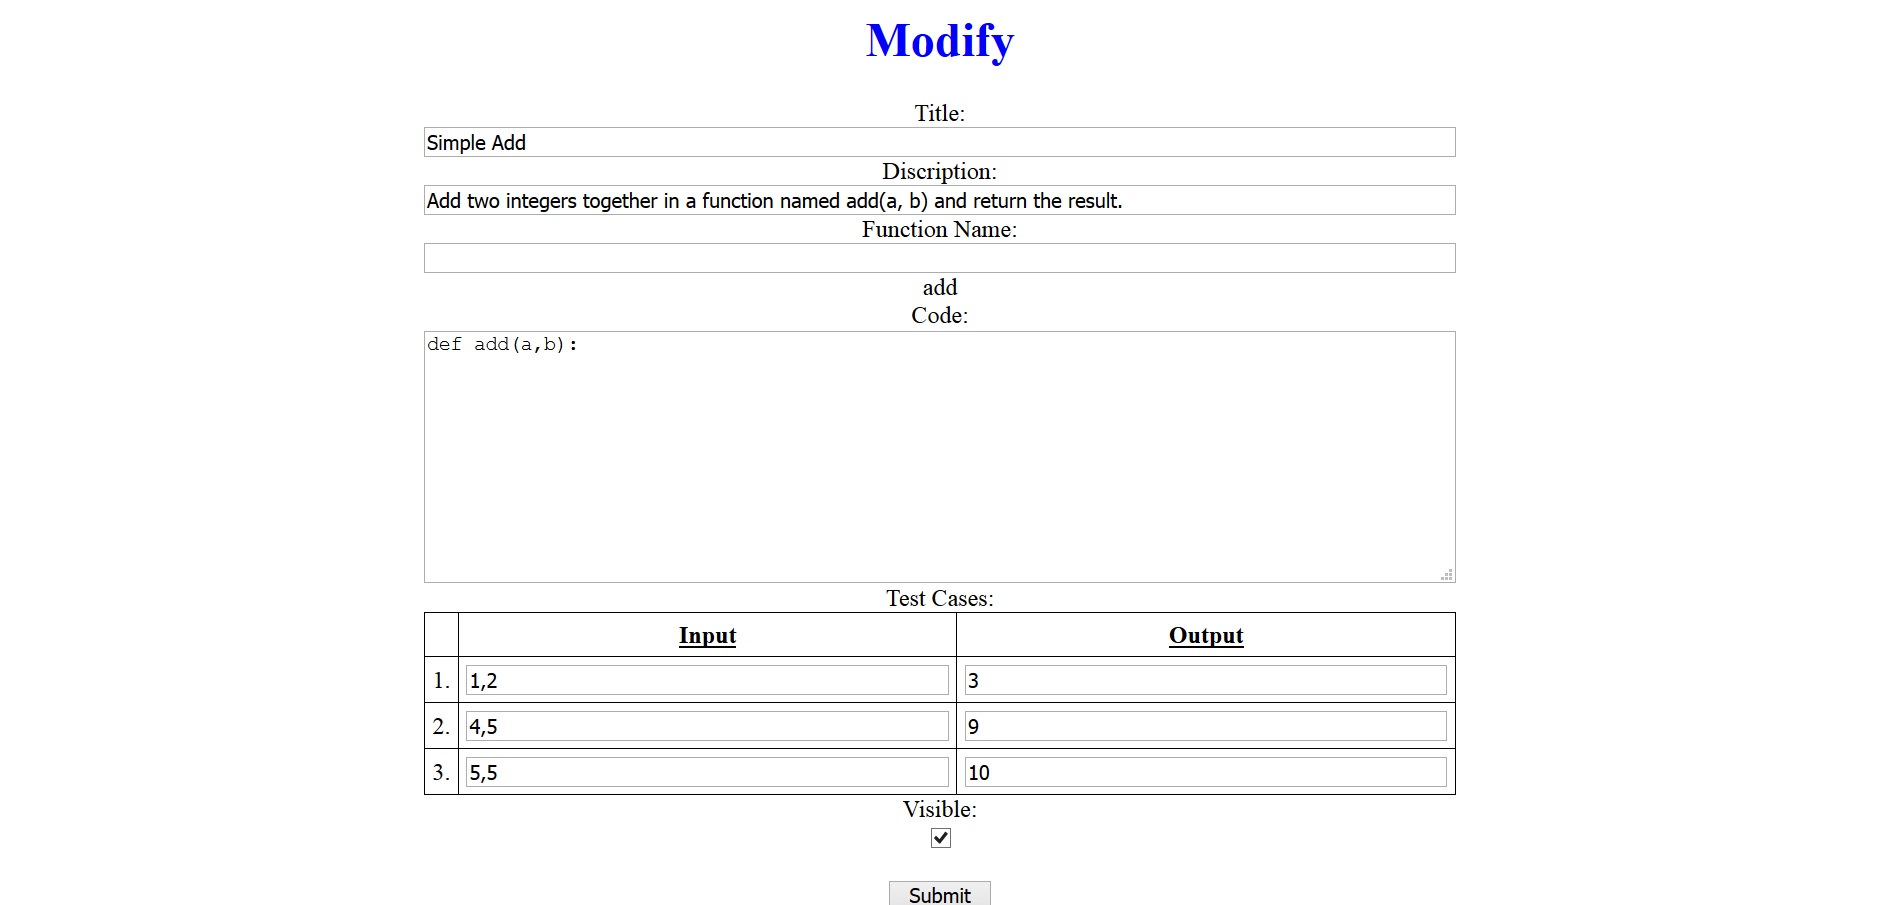 Modify
Title:
Simple Add
Discription:
Add two integers together in a function named add(a, b) and return the result.
Function Name:
add
Code:
def add(a,b):
Test Cases:
Input Output
1. 1,2 3
2. 4,5 9
3. 5,5 10
Visible:
Submit